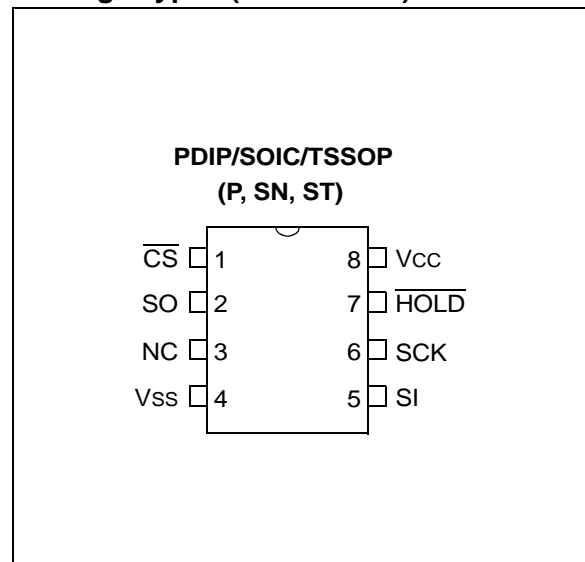 PDIP/SOIC/TSSOP
(P, SN, ST)
CS 1 8 VCC
SO 2 7 HOLD
NC 3 6 SCK
VSS 4 5 SI